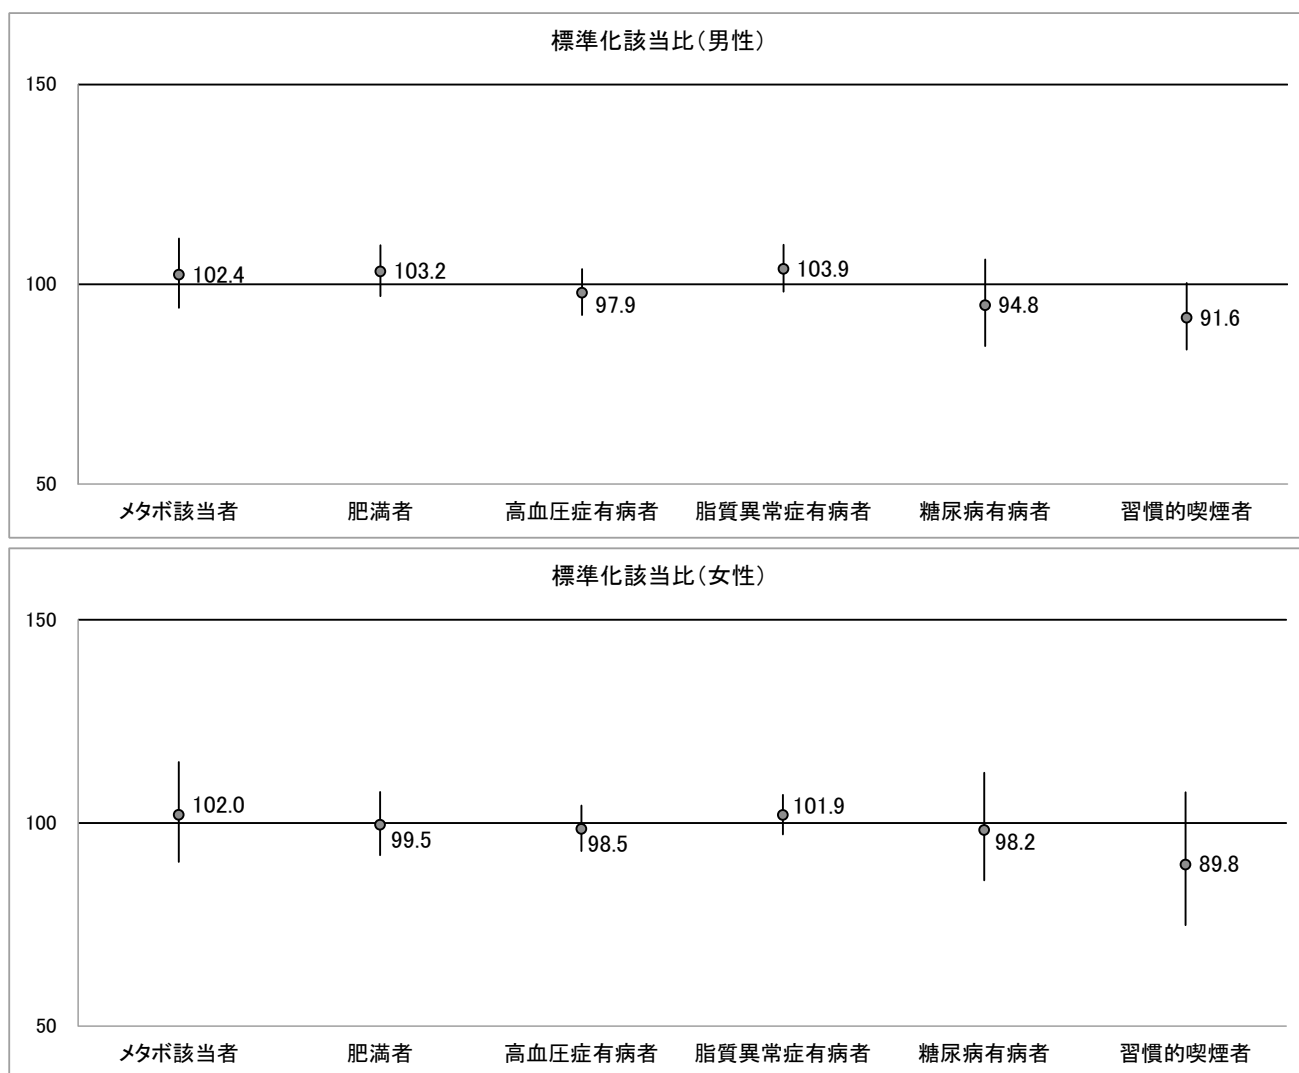 標準化該当比（男性）
150
100
50
102.4
103.2
97.9
103.9
94.8
91.6
メタボ該当者
肥満者
高血圧症有病者
脂質異常症有病者
糖尿病有病者
習慣的喫煙者
標準化該当比（女性）
150
100
50
102.0
99.5
98.5
101.9
98.2
89.8
メタボ該当者
肥満者
高血圧症有病者
脂質異常症有病者
糖尿病有病者
習慣的喫煙者